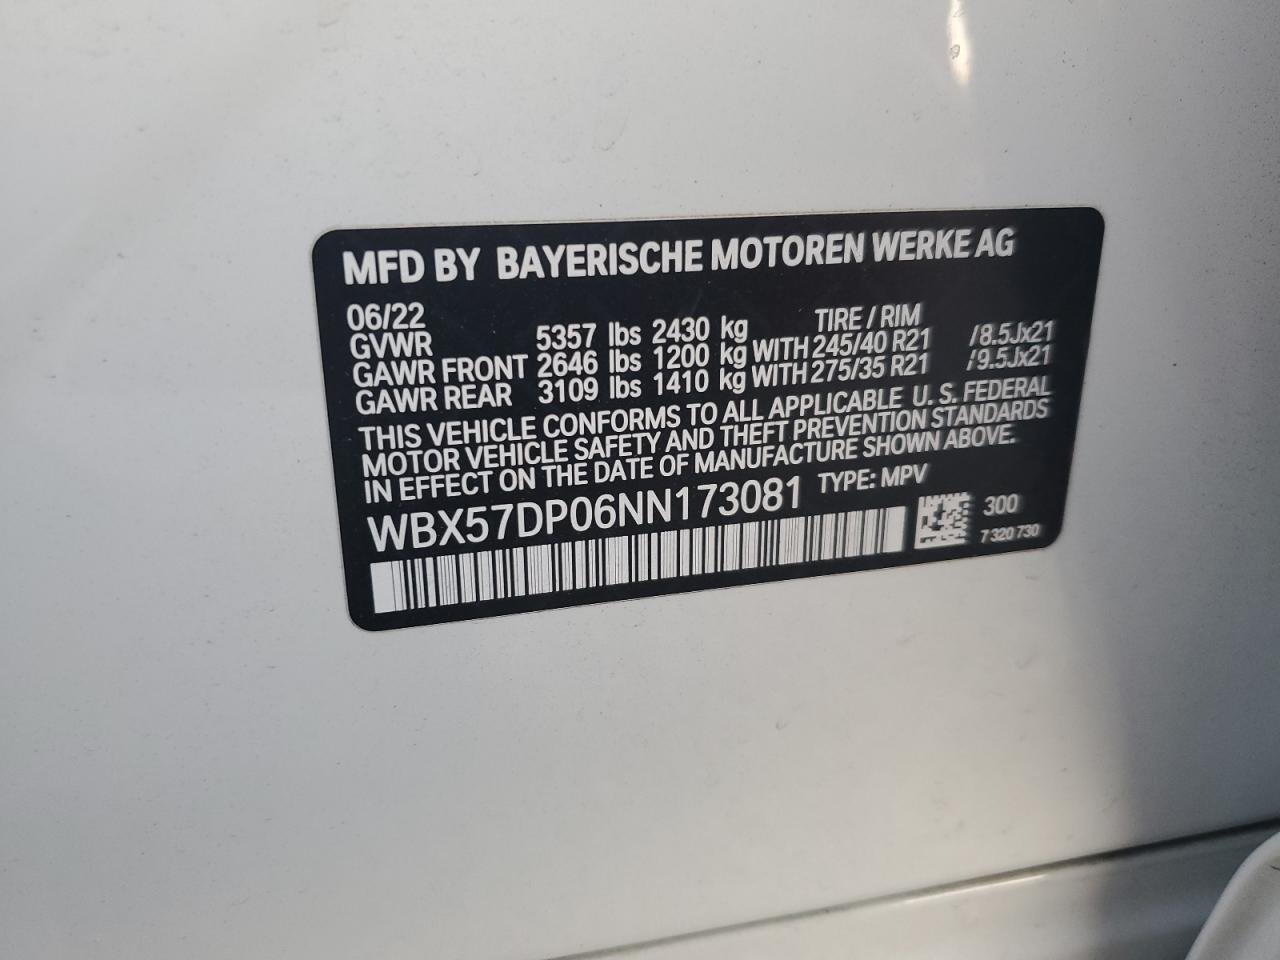 MFD BY BAYERISCHE MOTOREN WERKE AG
06/22 TIRE / RIM
GVWR 5357 lbs 2430 kg
GAWR FRONT 2646 lbs 1200 kg WITH 245/40 R21 /8.5Jx21
GAWR REAR 3109 lbs 1410 kg WITH 275/35 R21 /9.5Jx21
THIS VEHICLE CONFORMS TO ALL APPLICABLE U. S. FEDERAL
MOTOR VEHICLE SAFETY AND THEFT PREVENTION STANDARDS
IN EFFECT ON THE DATE OF MANUFACTURE SHOWN ABOVE.
WBX57DP06NN173081 TYPE: MPV
300
7 320 730